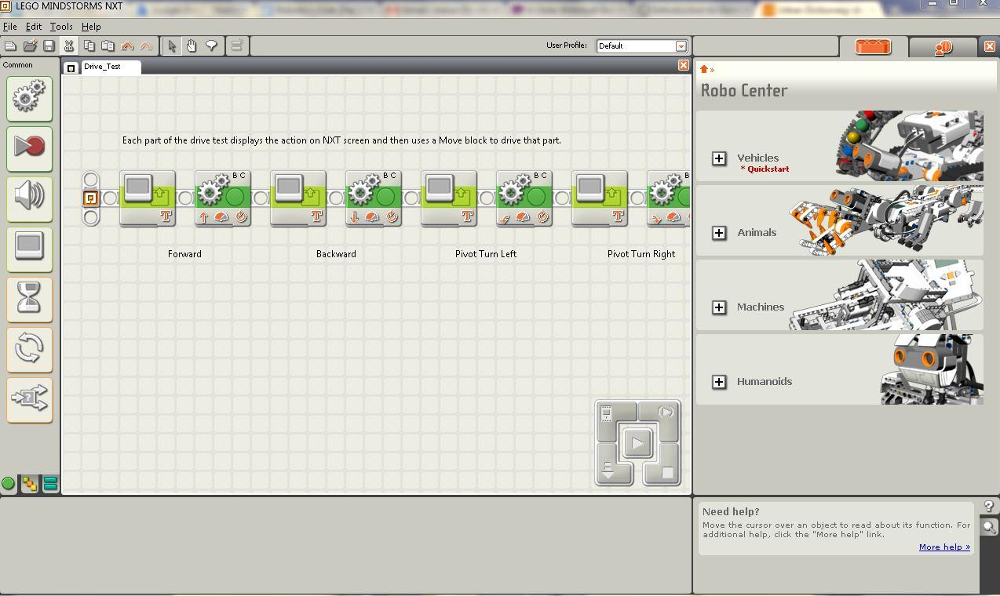 LEGO MINDSTORMS NXT
File Edit Tools Help
User Profile: Default
Common
Drive_Test
Each part of the drive test displays the action on NXT screen and then uses a Move block to drive that part.
B C B C B C B
T T T T
Forward Backward Pivot Turn Left Pivot Turn Right
Robo Center
Vehicles
* Quickstart
Animals
Machines
Humanoids
Need help?
Move the cursor over an object to read about its function. For
additional help, click the "More help" link.
More help »